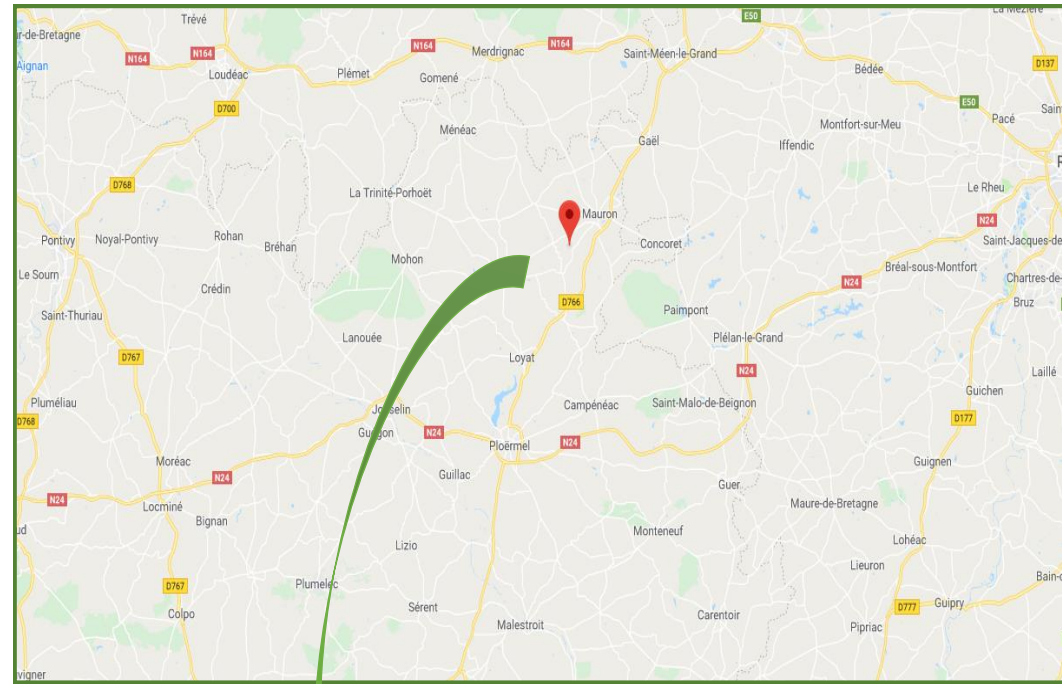 Trévé
E50
La Mézière
ur-de-Bretagne
N164
Merdrignac
N164
Saint-Méen-le-Grand
N164
N164
Aignan
Loudéac
Plémet
Gomené
Bédée
D137
D700
E50
Pacé
Sain
Ménéac
Montfort-sur-Meu
Gaël
Iffendic
D768
La Trinité-Porhoët
Le Rheu
Mauron
N24
Pontivy
Noyal-Pontivy
Rohan
Bréhan
Concoret
Saint-Jacques-de
Mohon
Le Sourn
Bréal-sous-Montfort
Crédin
N24
Chartres-de-
D766
Bruz
Saint-Thuriau
Paimpont
Lanouée
Plélan-le-Grand
D767
Loyat
N24
Laillé
Guichen
Pluméliau
Josselin
Campénéac
Saint-Malo-de-Beignon
D768
D177
Guégon
N24
Ploërmel
N24
Moréac
Guignen
N24
Guillac
Guer
N24
Locminé
Maure-de-Bretagne
Bignan
Monteneuf
ud
Lizio
Lohéac
Lieuron
Bain-d
D767
Plumelec
Sérent
D777
Guipry
Colpo
Carentoir
Malestroit
Pipriac
uvigner